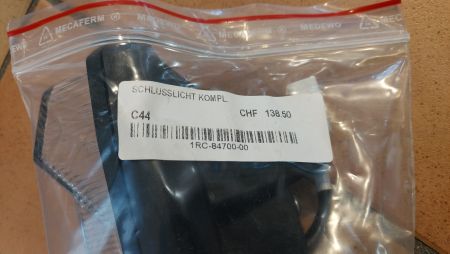 MECAFERM® MEDEWO
SCHLUSSLICHT KOMPL.
C44 CHF 138.50
1RC-84700-00